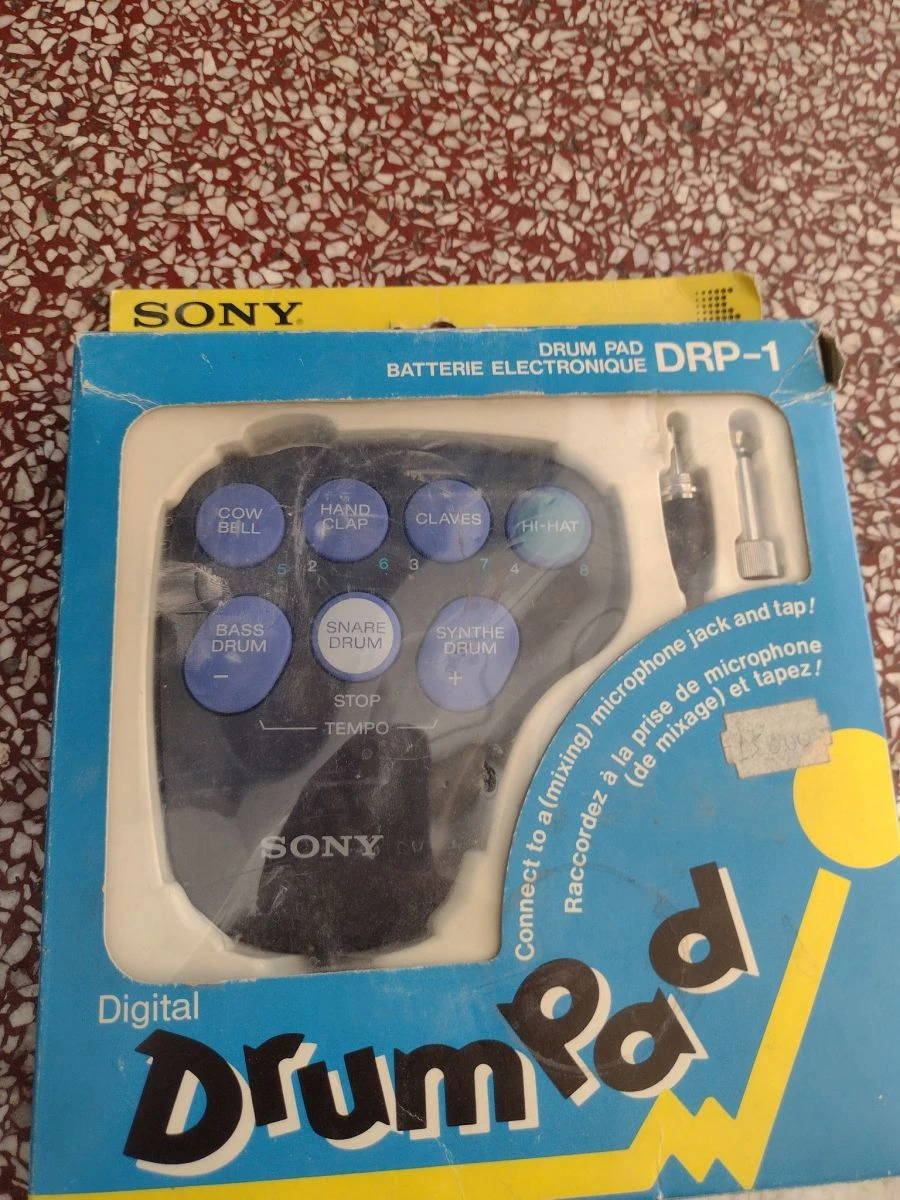 SONY
DRUM PAD
BATTERIE ELECTRONIQUE DRP-1
COW
BELL
HAND
CLAP
CLAVES
HI-HAT
5 2 6 3 7 4 8
BASS
DRUM
−
SNARE
DRUM
SYNTHE
DRUM
+
STOP
TEMPO
SONY
Connect to a (mixing) microphone jack and tap!
Raccordez à la prise de microphone
(de mixage) et tapez!
Digital
DrumPad